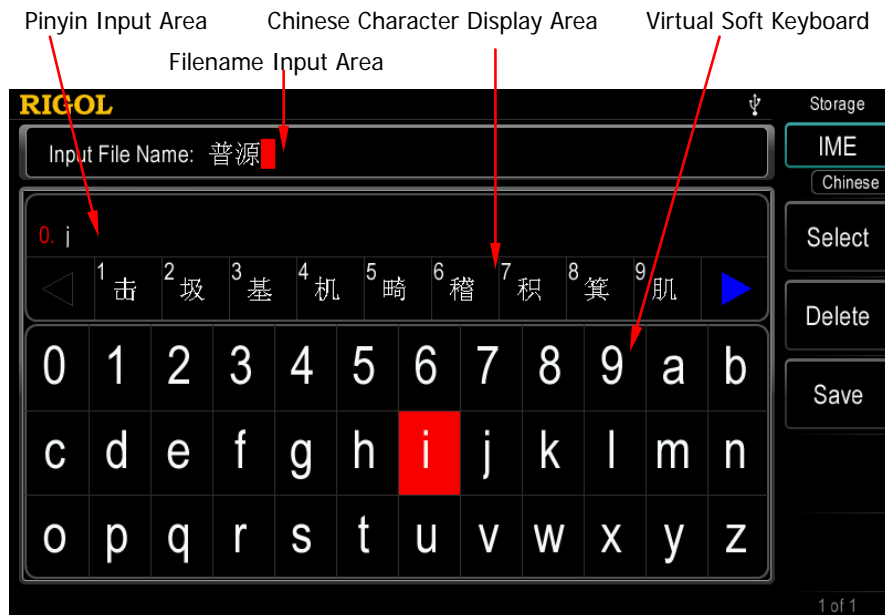 Pinyin Input Area Chinese Character Display Area Virtual Soft Keyboard
Filename Input Area
RIGOL Storage
Input File Name: 普源 IME
Chinese
0. j Select
1 击 2 圾 3 基 4 机 5 畸 6 稽 7 积 8 箕 9 肌
Delete
0 1 2 3 4 5 6 7 8 9 a b
Save
c d e f g h i j k l m n
o p q r s t u v w x y z
1 of 1